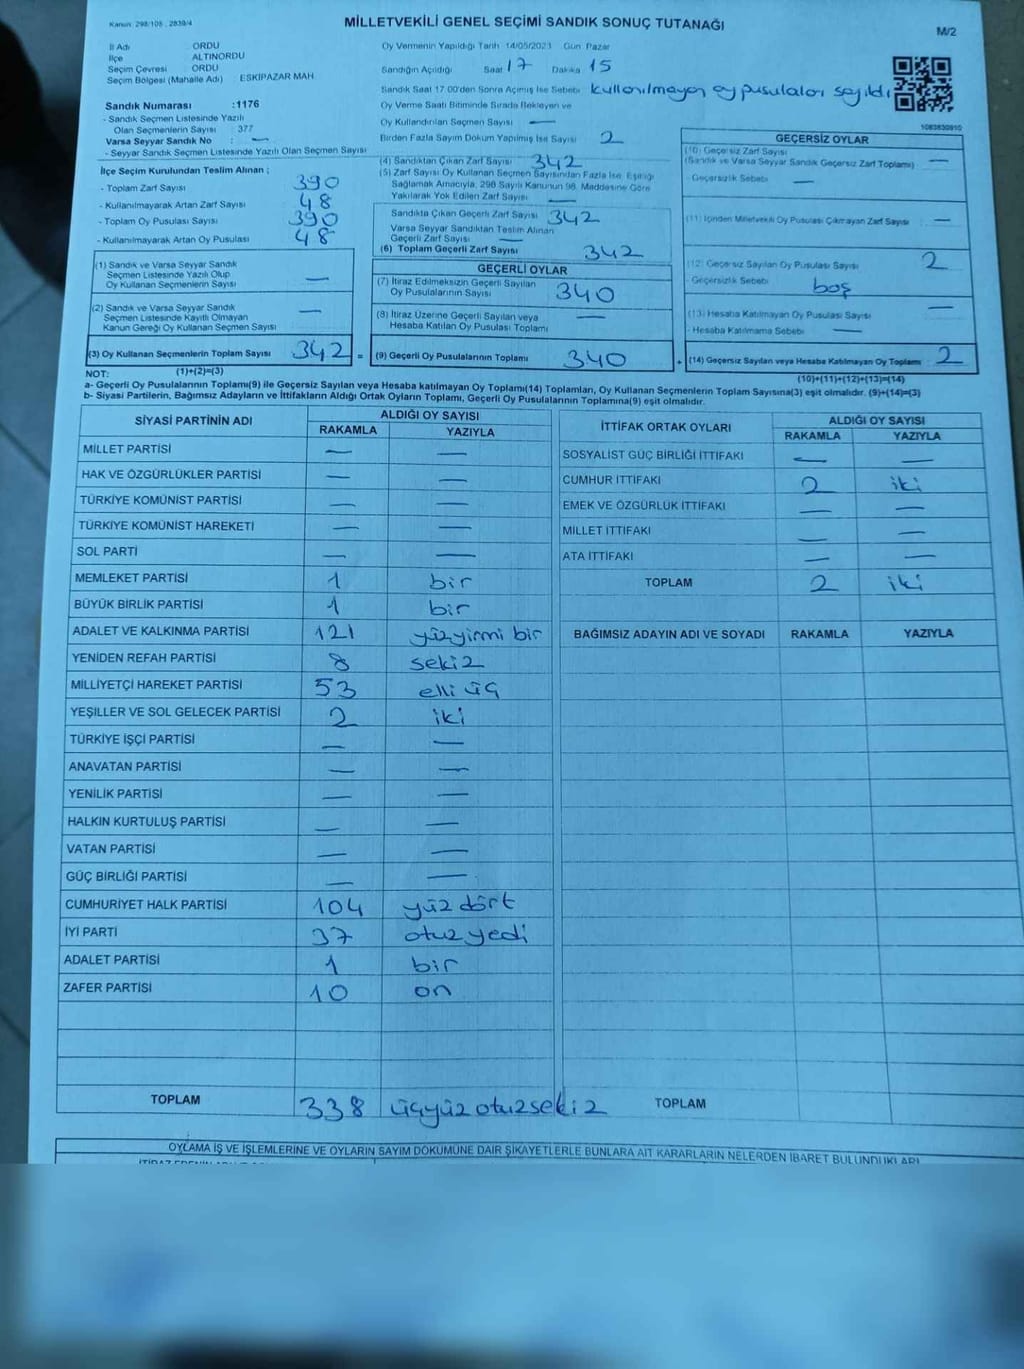 Kanun 298/108 , 2839/4
MİLLETVEKİLİ GENEL SEÇİMİ SANDIK SONUÇ TUTANAĞI
M/2
İl Adı ORDU
İlçe ALTINORDU
Seçim Çevresi ORDU
Seçim Bölgesi (Mahalle Adı) ESKİPAZAR MAH
Sandık Numarası :1176
- Sandık Seçmen Listesinde Yazılı
Olan Seçmenlerin Sayısı : 377
Varsa Seyyar Sandık No : —
- Seyyar Sandık Seçmen Listesinde Yazılı Olan Seçmen Sayısı
Oy Vermenin Yapıldığı Tarih 14/05/2023 Gün Pazar
Sandığın Açıldığı Saat 17 Dakika 15
Sandık Saat 17:00'den Sonra Açımış İse Sebebi kullanılmayan oy pusulaları sayıldı
Oy Verme Saati Bitiminde Sırada Bekleyen ve
Oy Kullandırılan Seçmen Sayısı —
Birden Fazla Sayım Döküm Yapılmış İse Sayısı 2
1083830910
İlçe Seçim Kurulundan Teslim Alınan ;
- Toplam Zarf Sayısı 390
- Kullanılmayarak Artan Zarf Sayısı 48
- Toplam Oy Pusulası Sayısı 390
- Kullanılmayarak Artan Oy Pusulası 48
(4) Sandıktan Çıkan Zarf Sayısı 342
(5) Zarf Sayısı Oy Kullanan Seçmen Sayısından Fazla İse, Eşitliği
Sağlamak Amacıyla, 298 Sayılı Kanunun 98. Maddesine Göre
Yakılarak Yok Edilen Zarf Sayısı —
Sandıkta Çıkan Geçerli Zarf Sayısı 342
Varsa Seyyar Sandıktan Teslim Alınan
Geçerli Zarf Sayısı —
(6) Toplam Geçerli Zarf Sayısı 342
GEÇERSİZ OYLAR
(10) Geçersiz Zarf Sayısı
(Sandık ve Varsa Seyyar Sandık Geçersiz Zarf Toplamı) —
- Geçersizlik Sebebi —
(11) İçinden Milletvekili Oy Pusulası Çıkmayan Zarf Sayısı —
(12) Geçersiz Sayılan Oy Pusulası Sayısı 2
- Geçersizlik Sebebi boş
(13) Hesaba Katılmayan Oy Pusulası Sayısı —
- Hesaba Katılmama Sebebi —
(14) Geçersiz Sayılan veya Hesaba Katılmayan Oy Toplamı 2
(10)+(11)+(12)+(13)=(14)
(1) Sandık ve Varsa Seyyar Sandık
Seçmen Listesinde Yazılı Olup
Oy Kullanan Seçmenlerin Sayısı —
(2) Sandık ve Varsa Seyyar Sandık
Seçmen Listesinde Kayıtlı Olmayan
Kanun Gereği Oy Kullanan Seçmen Sayısı —
(3) Oy Kullanan Seçmenlerin Toplam Sayısı 342 =
(1)+(2)=(3)
GEÇERLİ OYLAR
(7) İtiraz Edilmeksizin Geçerli Sayılan
Oy Pusulalarının Sayısı 340
(8) İtiraz Üzerine Geçerli Sayılan veya
Hesaba Katılan Oy Pusulası Toplamı —
(9) Geçerli Oy Pusulalarının Toplamı 340 +
NOT:
a- Geçerli Oy Pusulalarının Toplamı(9) ile Geçersiz Sayılan veya Hesaba katılmayan Oy Toplamı(14) Toplamları, Oy Kullanan Seçmenlerin Toplam Sayısına(3) eşit olmalıdır. (9)+(14)=(3)
b- Siyasi Partilerin, Bağımsız Adayların ve İttifakların Aldığı Ortak Oyların Toplamı, Geçerli Oy Pusulalarının Toplamına(9) eşit olmalıdır.
SİYASİ PARTİNİN ADI ALDIĞI OY SAYISI
RAKAMLA YAZIYLA
MİLLET PARTİSİ — —
HAK VE ÖZGÜRLÜKLER PARTİSİ — —
TÜRKİYE KOMÜNİST PARTİSİ — —
TÜRKİYE KOMÜNİST HAREKETİ — —
SOL PARTİ — —
MEMLEKET PARTİSİ 1 bir
BÜYÜK BİRLİK PARTİSİ 1 bir
ADALET VE KALKINMA PARTİSİ 121 yüzyirmi bir
YENİDEN REFAH PARTİSİ 8 sekiz
MİLLİYETÇİ HAREKET PARTİSİ 53 elli üç
YEŞİLLER VE SOL GELECEK PARTİSİ 2 iki
TÜRKİYE İŞÇİ PARTİSİ — —
ANAVATAN PARTİSİ — —
YENİLİK PARTİSİ — —
HALKIN KURTULUŞ PARTİSİ — —
VATAN PARTİSİ — —
GÜÇ BİRLİĞİ PARTİSİ — —
CUMHURİYET HALK PARTİSİ 104 yüz dört
İYİ PARTİ 37 otuz yedi
ADALET PARTİSİ 1 bir
ZAFER PARTİSİ 10 on
TOPLAM 338 üçyüz otuzsekiz
İTTİFAK ORTAK OYLARI ALDIĞI OY SAYISI
RAKAMLA YAZIYLA
SOSYALİST GÜÇ BİRLİĞİ İTTİFAKI — —
CUMHUR İTTİFAKI 2 iki
EMEK VE ÖZGÜRLÜK İTTİFAKI — —
MİLLET İTTİFAKI — —
ATA İTTİFAKI — —
TOPLAM 2 iki
BAĞIMSIZ ADAYIN ADI VE SOYADI RAKAMLA YAZIYLA
TOPLAM
OYLAMA İŞ VE İŞLEMLERİNE VE OYLARIN SAYIM DÖKÜMÜNE DAİR ŞİKAYETLERLE BUNLARA AİT KARARLARIN NELERDEN İBARET BULUNDUKLARI